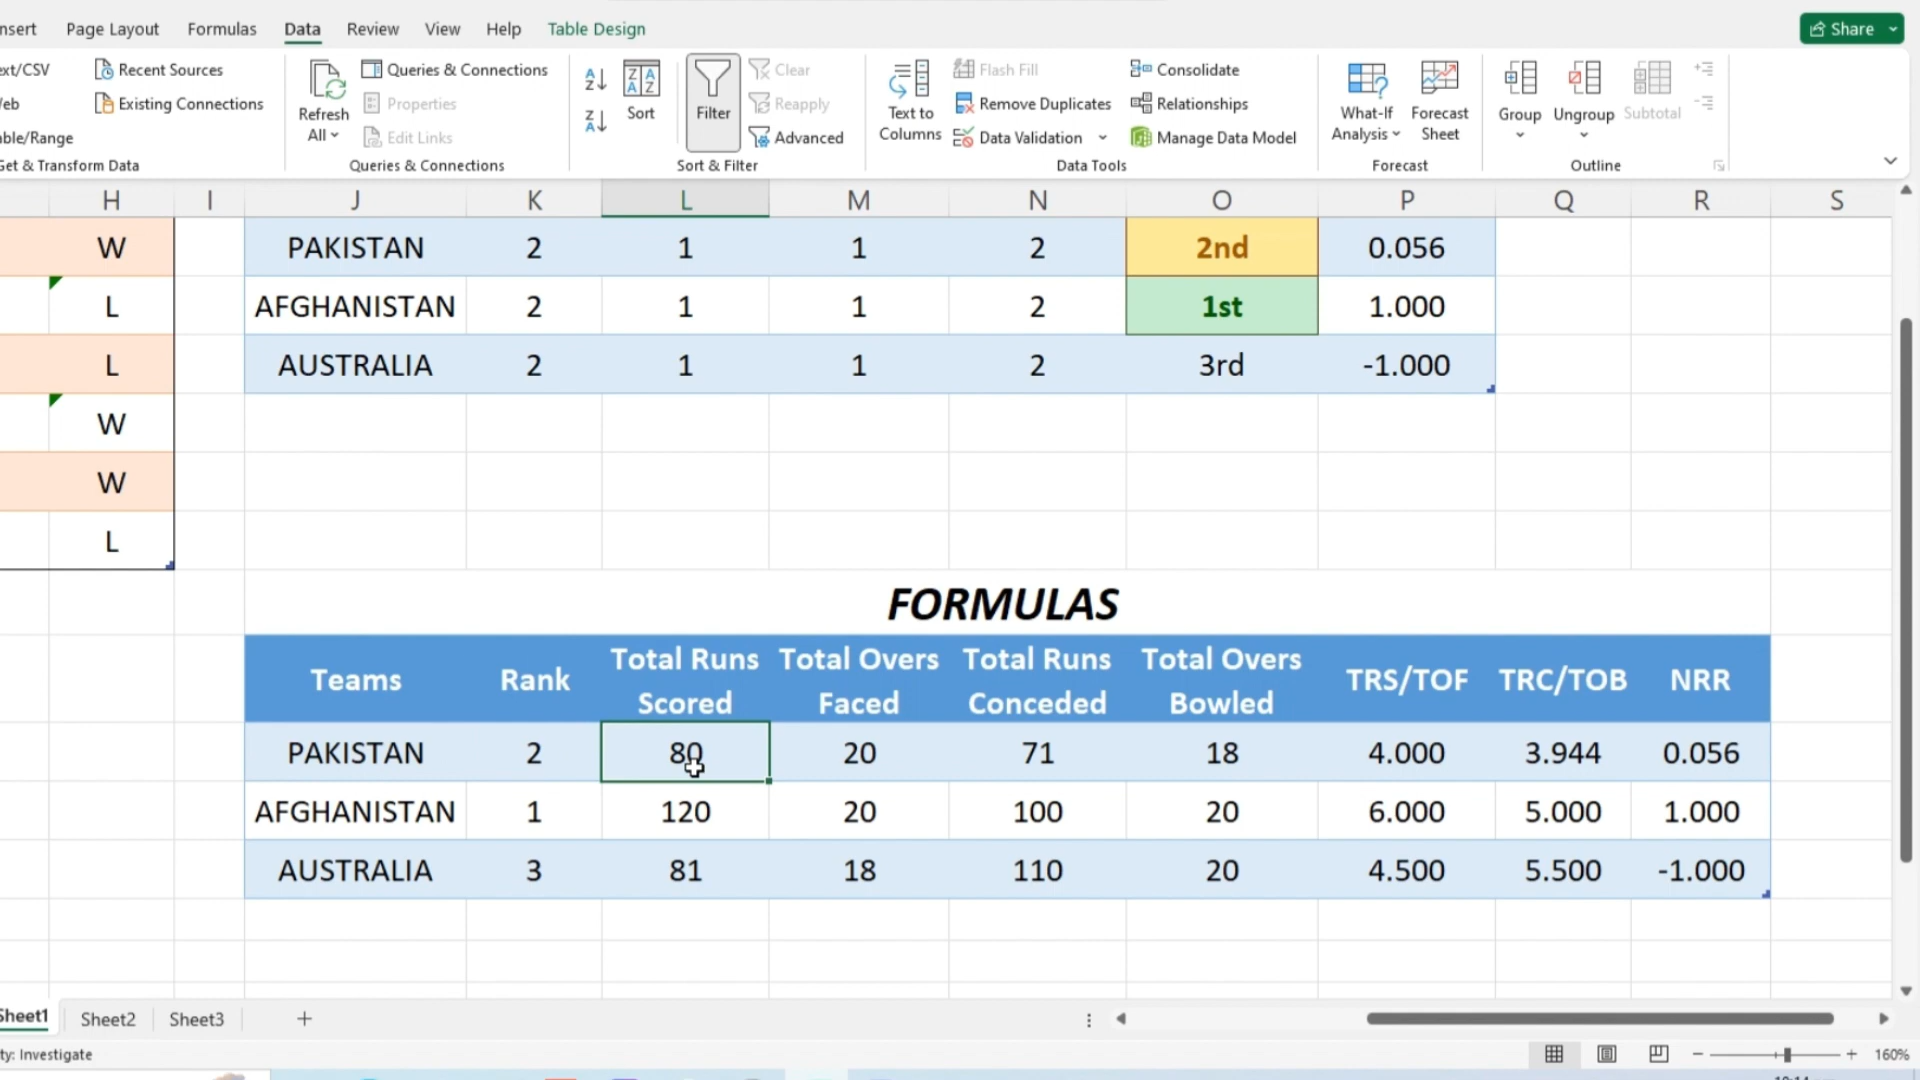 nsert Page Layout Formulas Data Review View Help Table Design Share
ext/CSV Recent Sources Queries & Connections Clear Flash Fill Consolidate
eb Existing Connections Refresh All Properties Sort Filter Reapply Text to Columns Remove Duplicates Relationships What-If Analysis Forecast Sheet Group Ungroup Subtotal
able/Range Edit Links Advanced Data Validation Manage Data Model
Get & Transform Data Queries & Connections Sort & Filter Data Tools Forecast Outline
H I J K L M N O P Q R S
W PAKISTAN 2 1 1 2 2nd 0.056
L AFGHANISTAN 2 1 1 2 1st 1.000
L AUSTRALIA 2 1 1 2 3rd -1.000
W
W
L
FORMULAS
Teams Rank Total Runs Scored Total Overs Faced Total Runs Conceded Total Overs Bowled TRS/TOF TRC/TOB NRR
PAKISTAN 2 80 20 71 18 4.000 3.944 0.056
AFGHANISTAN 1 120 20 100 20 6.000 5.000 1.000
AUSTRALIA 3 81 18 110 20 4.500 5.500 -1.000
Sheet1 Sheet2 Sheet3
ty: Investigate 160%